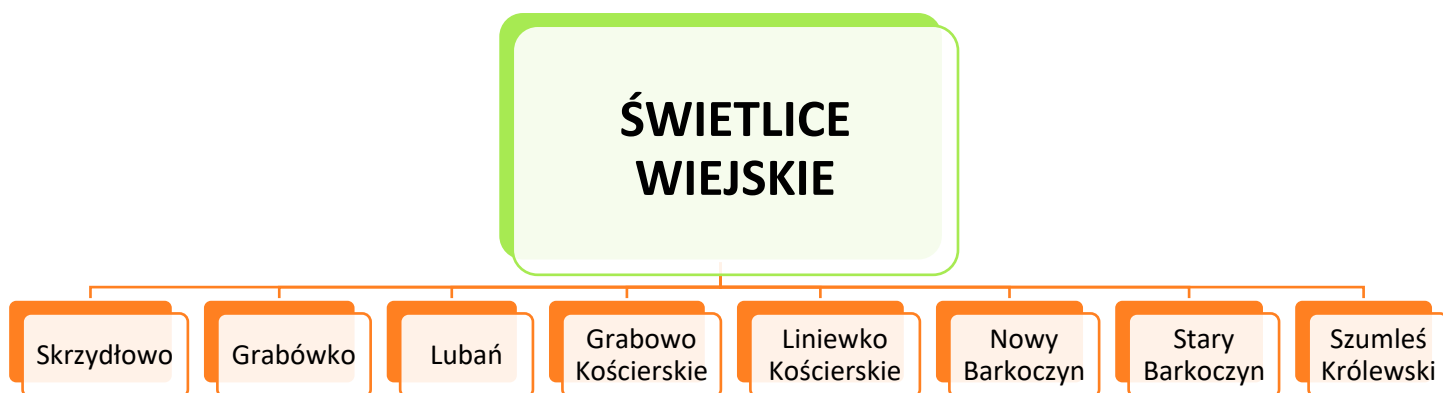 ŚWIETLICE
WIEJSKIE
Skrzydłowo
Grabówko
Lubań
Grabowo
Kościerskie
Liniewko
Kościerskie
Nowy
Barkoczyn
Stary
Barkoczyn
Szumleś
Królewski